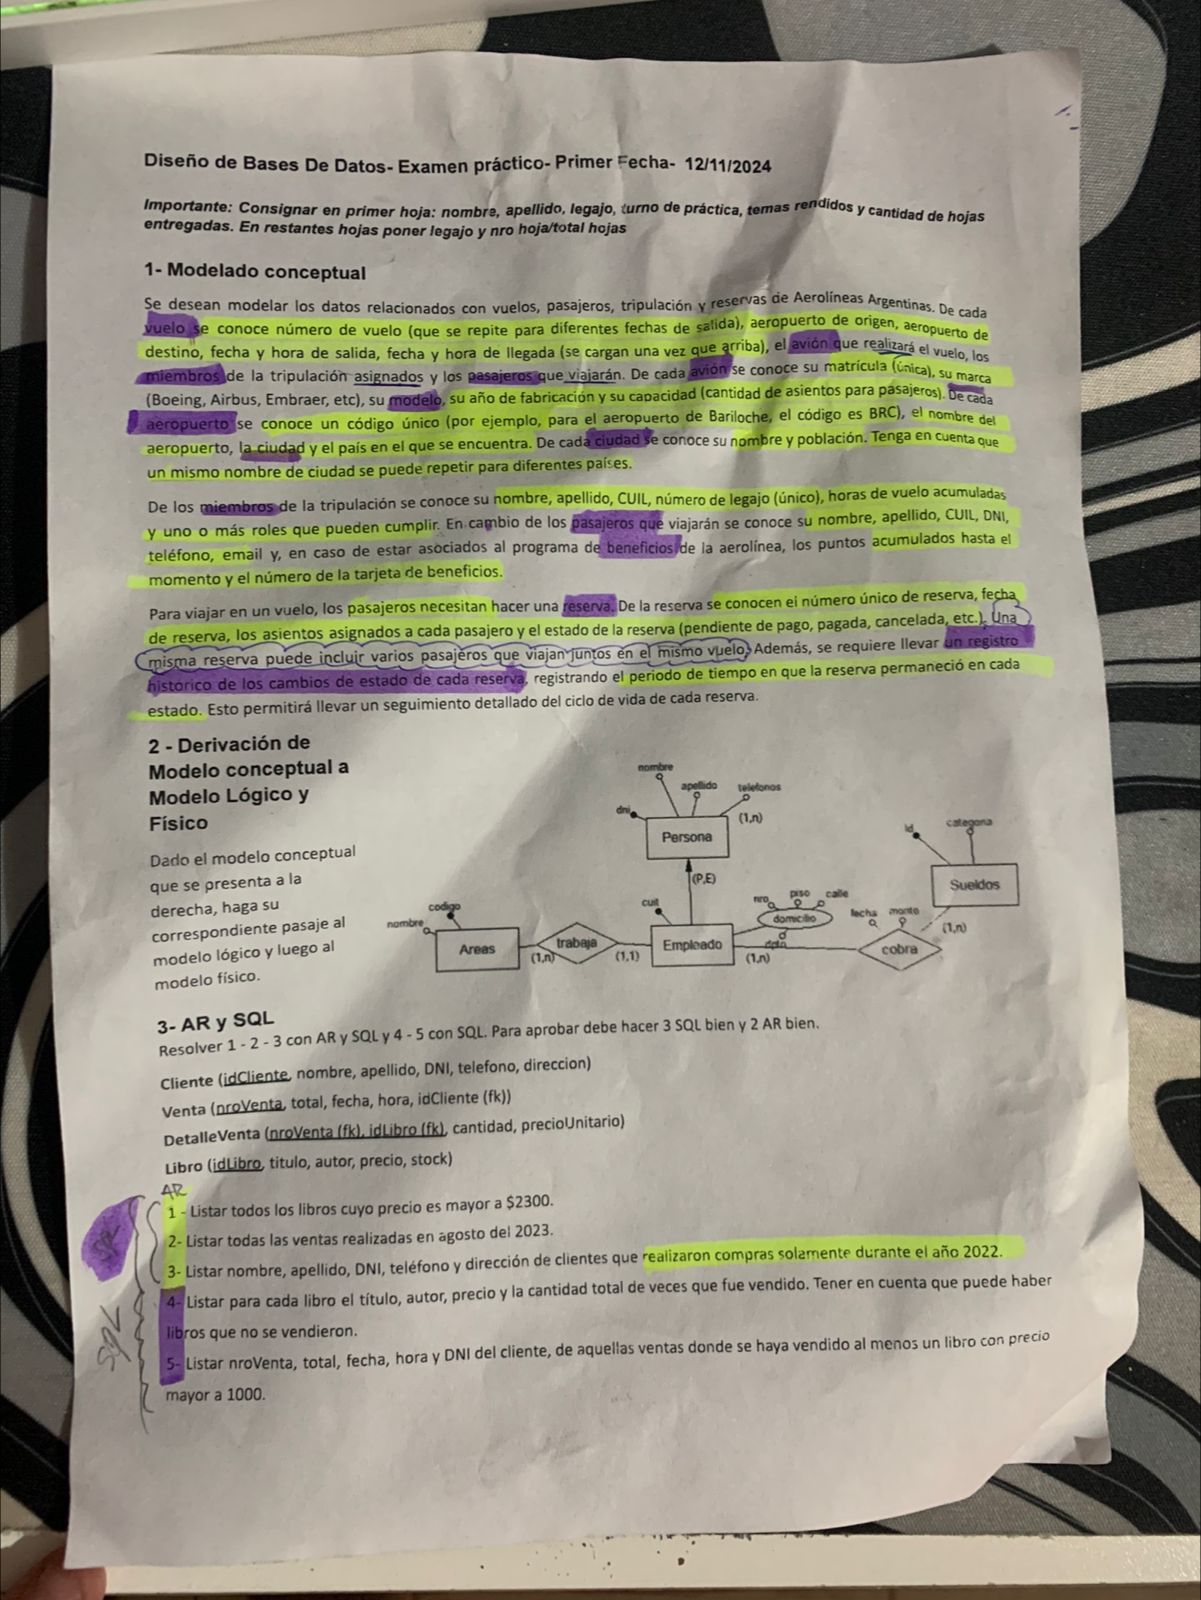 Diseño de Bases De Datos- Examen práctico- Primer Fecha- 12/11/2024
Importante: Consignar en primer hoja: nombre, apellido, legajo, turno de práctica, temas rendidos y cantidad de hojas
entregadas. En restantes hojas poner legajo y nro hoja/total hojas
1- Modelado conceptual
Se desean modelar los datos relacionados con vuelos, pasajeros, tripulación y reservas de Aerolíneas Argentinas. De cada
vuelo se conoce número de vuelo (que se repite para diferentes fechas de salida), aeropuerto de origen, aeropuerto de
destino, fecha y hora de salida, fecha y hora de llegada (se cargan una vez que arriba), el avión que realizará el vuelo, los
miembros de la tripulación asignados y los pasajeros que viajarán. De cada avión se conoce su matrícula (única), su marca
(Boeing, Airbus, Embraer, etc), su modelo, su año de fabricación y su capacidad (cantidad de asientos para pasajeros). De cada
aeropuerto se conoce un código único (por ejemplo, para el aeropuerto de Bariloche, el código es BRC), el nombre del
aeropuerto, la ciudad y el país en el que se encuentra. De cada ciudad se conoce su nombre y población. Tenga en cuenta que
un mismo nombre de ciudad se puede repetir para diferentes países.
De los miembros de la tripulación se conoce su nombre, apellido, CUIL, número de legajo (único), horas de vuelo acumuladas
y uno o más roles que pueden cumplir. En cambio de los pasajeros que viajarán se conoce su nombre, apellido, CUIL, DNI,
teléfono, email y, en caso de estar asociados al programa de beneficios de la aerolínea, los puntos acumulados hasta el
momento y el número de la tarjeta de beneficios.
Para viajar en un vuelo, los pasajeros necesitan hacer una reserva. De la reserva se conocen el número único de reserva, fecha
de reserva, los asientos asignados a cada pasajero y el estado de la reserva (pendiente de pago, pagada, cancelada, etc.). Una
misma reserva puede incluir varios pasajeros que viajan juntos en el mismo vuelo. Además, se requiere llevar un registro
historico de los cambios de estado de cada reserva, registrando el periodo de tiempo en que la reserva permaneció en cada
estado. Esto permitirá llevar un seguimiento detallado del ciclo de vida de cada reserva.
2 - Derivación de
Modelo conceptual a
Modelo Lógico y
Físico
Dado el modelo conceptual
que se presenta a la
derecha, haga su
correspondiente pasaje al
modelo lógico y luego al
modelo físico.
nombre
apellido
telefonos
dni
(1,n)
Persona
(P,E)
id
categoria
Sueldos
cuil
nro
piso
calle
domicilio
dpto
fecha
monto
(1,n)
codigo
nombre
Areas
(1,n)
trabaja
(1,1)
Empleado
(1,n)
cobra
3- AR y SQL
Resolver 1 - 2 - 3 con AR y SQL y 4 - 5 con SQL. Para aprobar debe hacer 3 SQL bien y 2 AR bien.
Cliente (idCliente, nombre, apellido, DNI, telefono, direccion)
Venta (nroVenta, total, fecha, hora, idCliente (fk))
DetalleVenta (nroVenta (fk), idLibro (fk), cantidad, precioUnitario)
Libro (idLibro, titulo, autor, precio, stock)
AR
1 - Listar todos los libros cuyo precio es mayor a $2300.
2- Listar todas las ventas realizadas en agosto del 2023.
SQL
3- Listar nombre, apellido, DNI, teléfono y dirección de clientes que realizaron compras solamente durante el año 2022.
4- Listar para cada libro el título, autor, precio y la cantidad total de veces que fue vendido. Tener en cuenta que puede haber
libros que no se vendieron.
SQL
5- Listar nroVenta, total, fecha, hora y DNI del cliente, de aquellas ventas donde se haya vendido al menos un libro con precio
mayor a 1000.